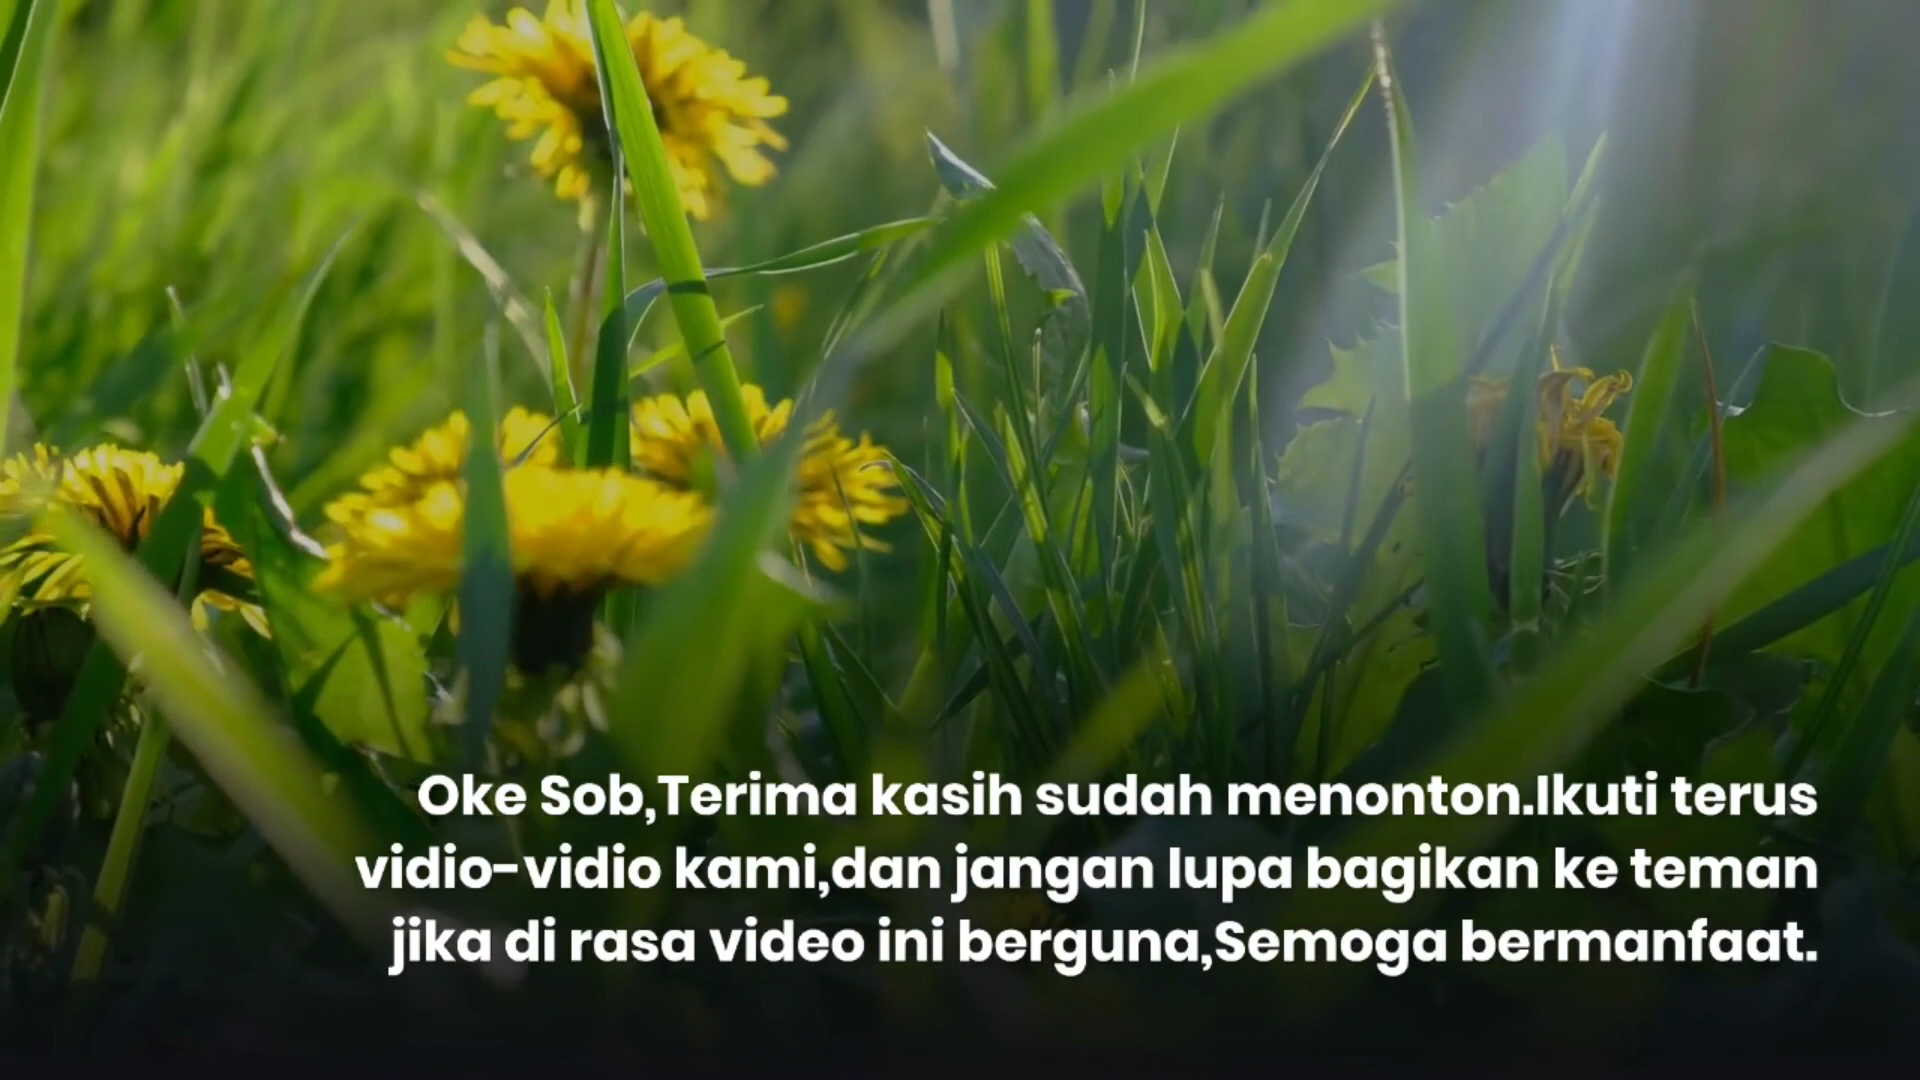 Oke Sob,Terima kasih sudah menonton.Ikuti terus
vidio-vidio kami,dan jangan lupa bagikan ke teman
jika di rasa video ini berguna,Semoga bermanfaat.